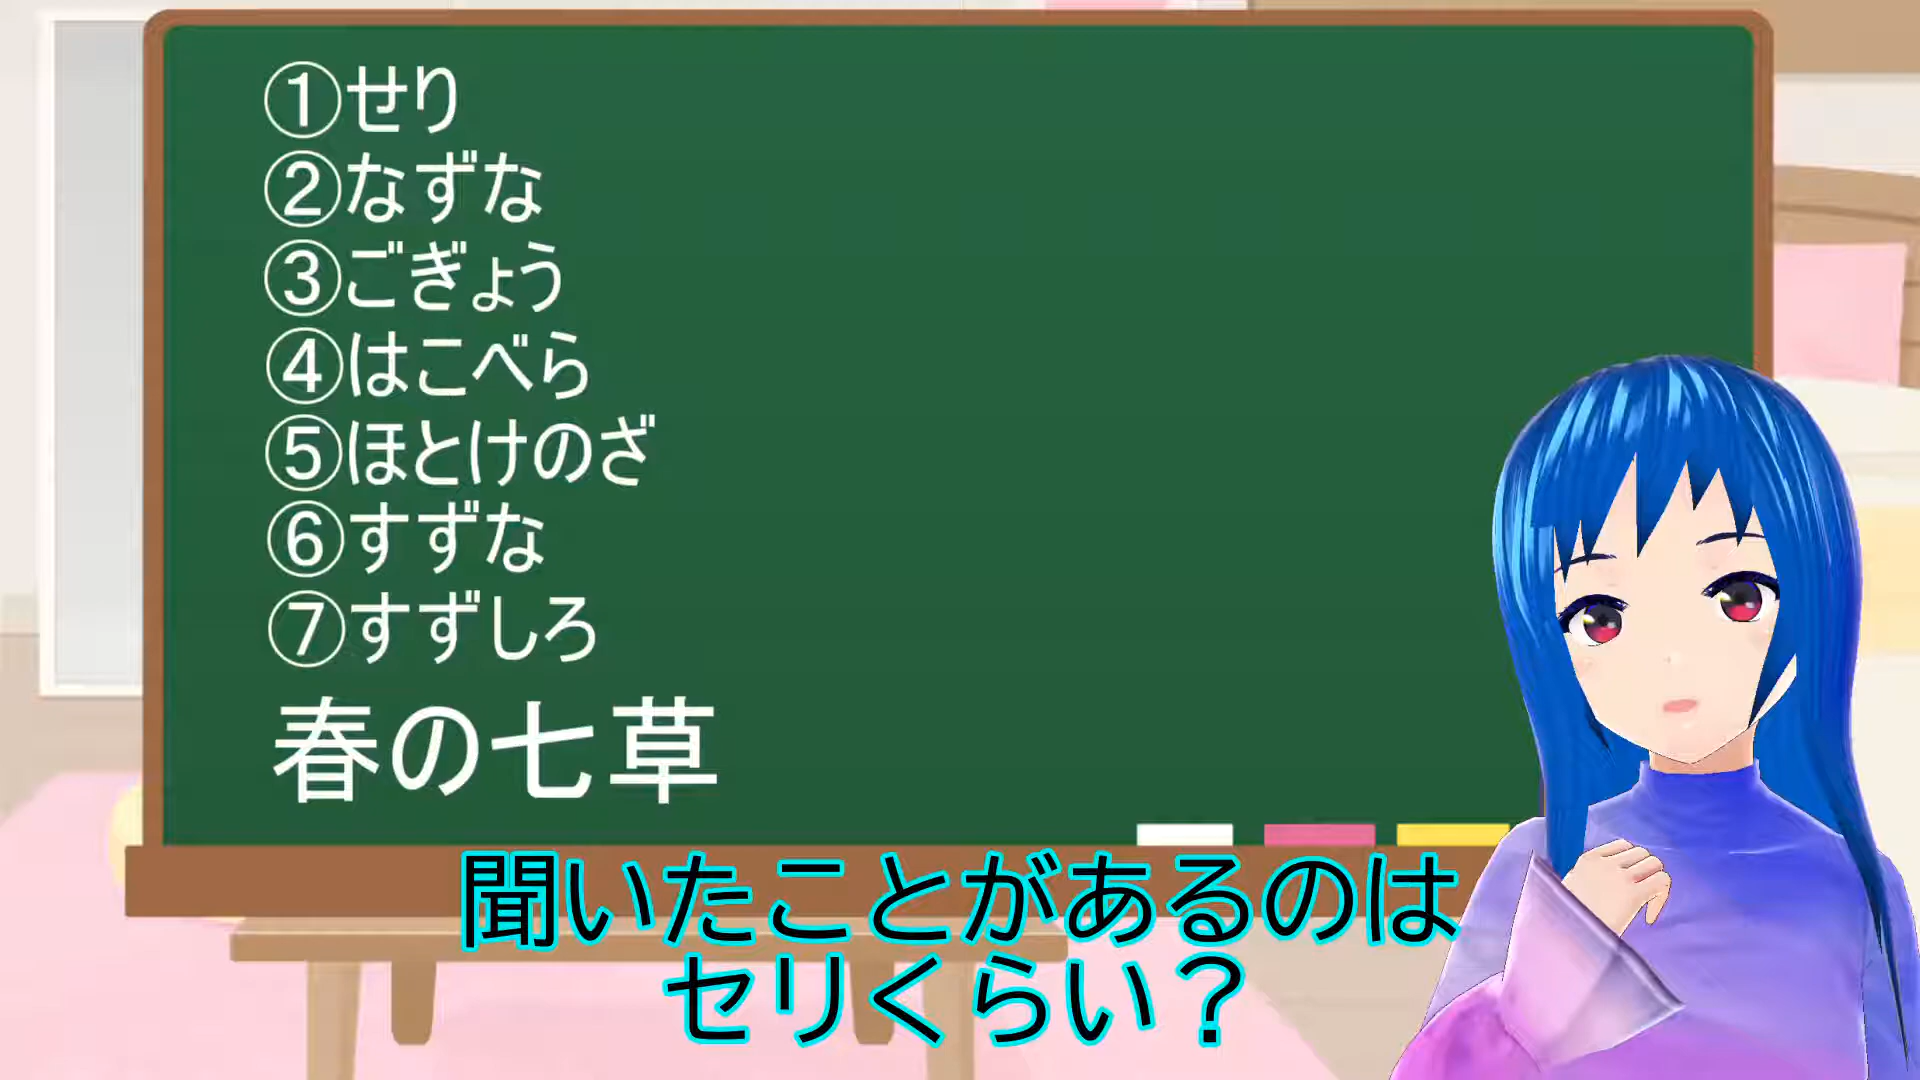 ①せり
②なずな
③ごぎょう
④はこべら
⑤ほとけのざ
⑥すずな
⑦すずしろ
春の七草
聞いたことがあるのは
セリくらい？